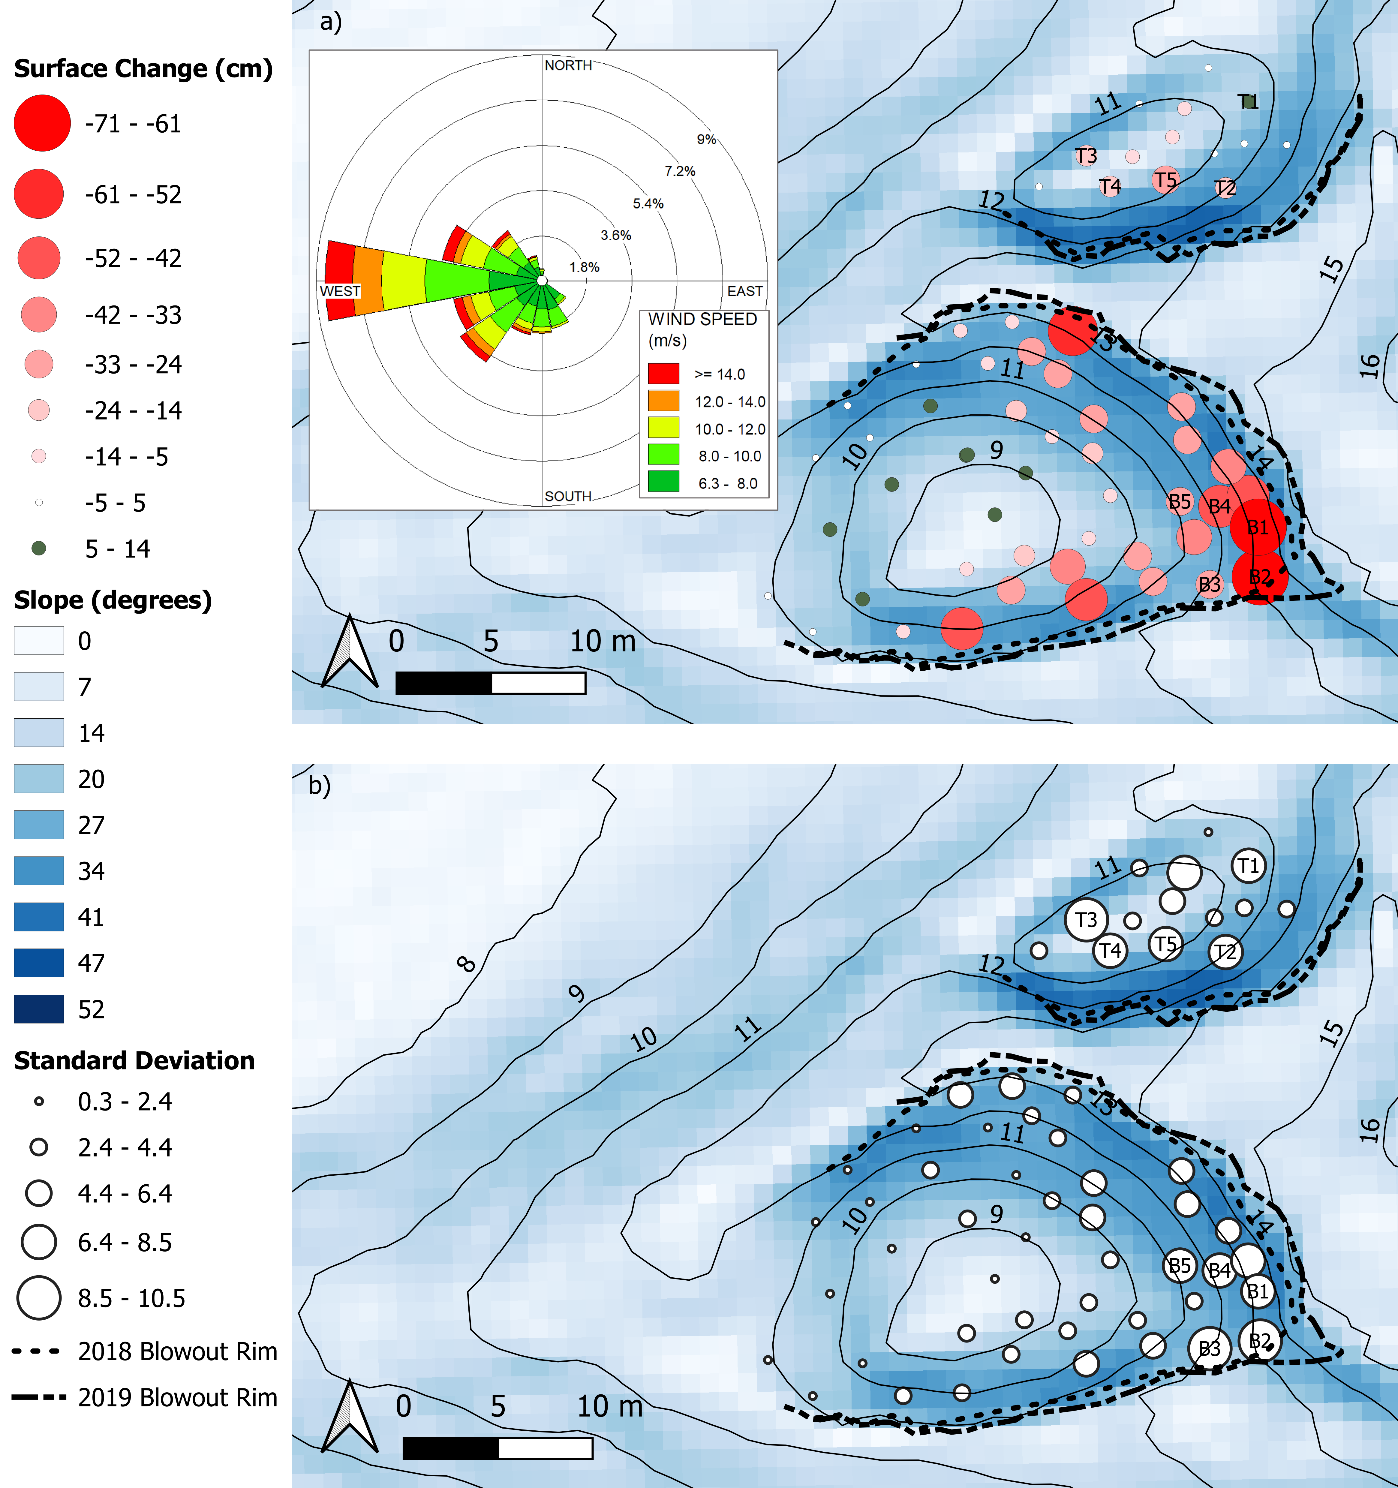 Surface Change (cm)
-71 - -61
-61 - -52
-52 - -42
-42 - -33
-33 - -24
-24 - -14
-14 - -5
-5 - 5
5 - 14
Slope (degrees)
0
7
14
20
27
34
41
47
52
Standard Deviation
0.3 - 2.4
2.4 - 4.4
4.4 - 6.4
6.4 - 8.5
8.5 - 10.5
2018 Blowout Rim
2019 Blowout Rim
a)
NORTH
9%
7.2%
5.4%
3.6%
1.8%
WEST
EAST
SOUTH
WIND SPEED
(m/s)
>= 14.0
12.0 - 14.0
10.0 - 12.0
8.0 - 10.0
6.3 - 8.0
11
T1
T3
T4
T5
T2
12
15
13
11
16
10
9
14
B5
B4
B1
B3
B2
0 5 10 m
b)
11
T1
T3
T4
T5
T2
8
9
10
11
12
15
13
11
16
10
9
14
B5
B4
B1
B3
B2
0 5 10 m